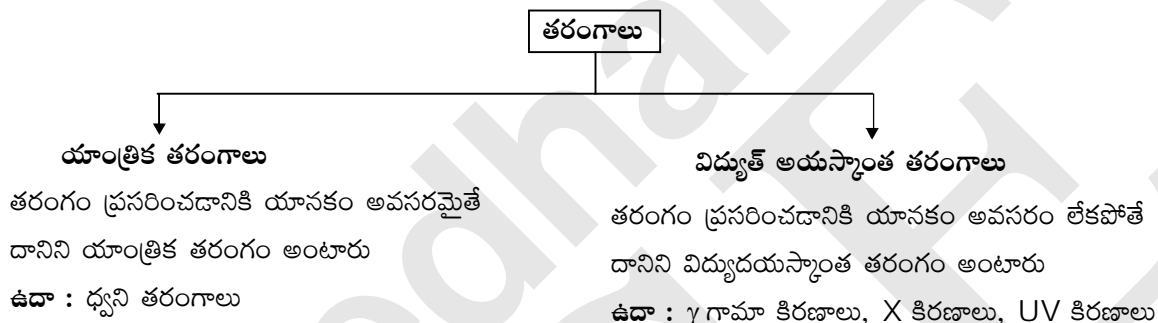 తరంగాలు
యాంత్రిక తరంగాలు
తరంగం ప్రసరించడానికి యానకం అవసరమైతే
దానిని యాంత్రిక తరంగం అంటారు
ఉదా : ధ్వని తరంగాలు
విద్యుత్ అయస్కాంత తరంగాలు
తరంగం ప్రసరించడానికి యానకం అవసరం లేకపోతే
దానిని విద్యుదయస్కాంత తరంగం అంటారు
ఉదా : γ గామా కిరణాలు, X కిరణాలు, UV కిరణాలు